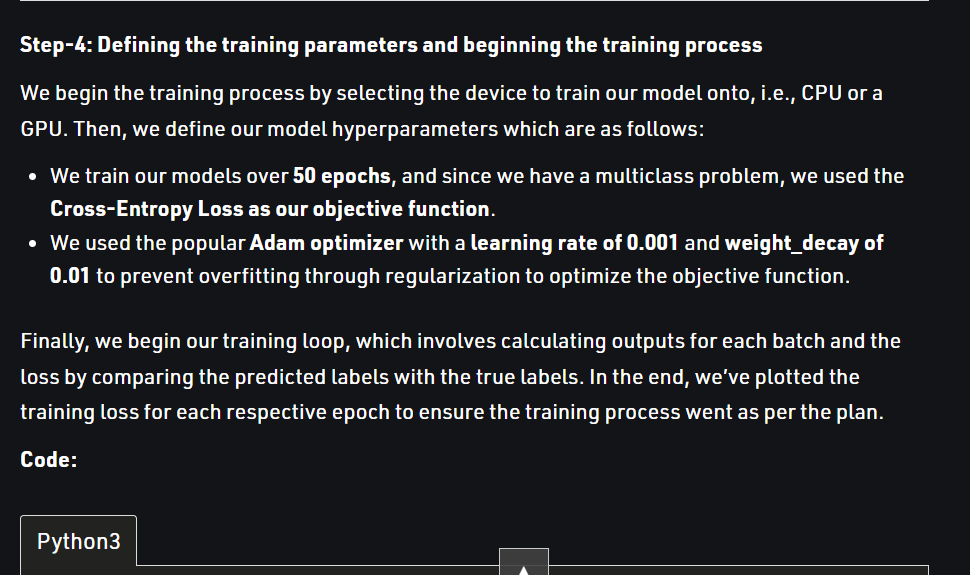 Step-4: Defining the training parameters and beginning the training process
We begin the training process by selecting the device to train our model onto, i.e., CPU or a
GPU. Then, we define our model hyperparameters which are as follows:
• We train our models over 50 epochs, and since we have a multiclass problem, we used the
Cross-Entropy Loss as our objective function.
• We used the popular Adam optimizer with a learning rate of 0.001 and weight_decay of
0.01 to prevent overfitting through regularization to optimize the objective function.
Finally, we begin our training loop, which involves calculating outputs for each batch and the
loss by comparing the predicted labels with the true labels. In the end, we’ve plotted the
training loss for each respective epoch to ensure the training process went as per the plan.
Code:
Python3